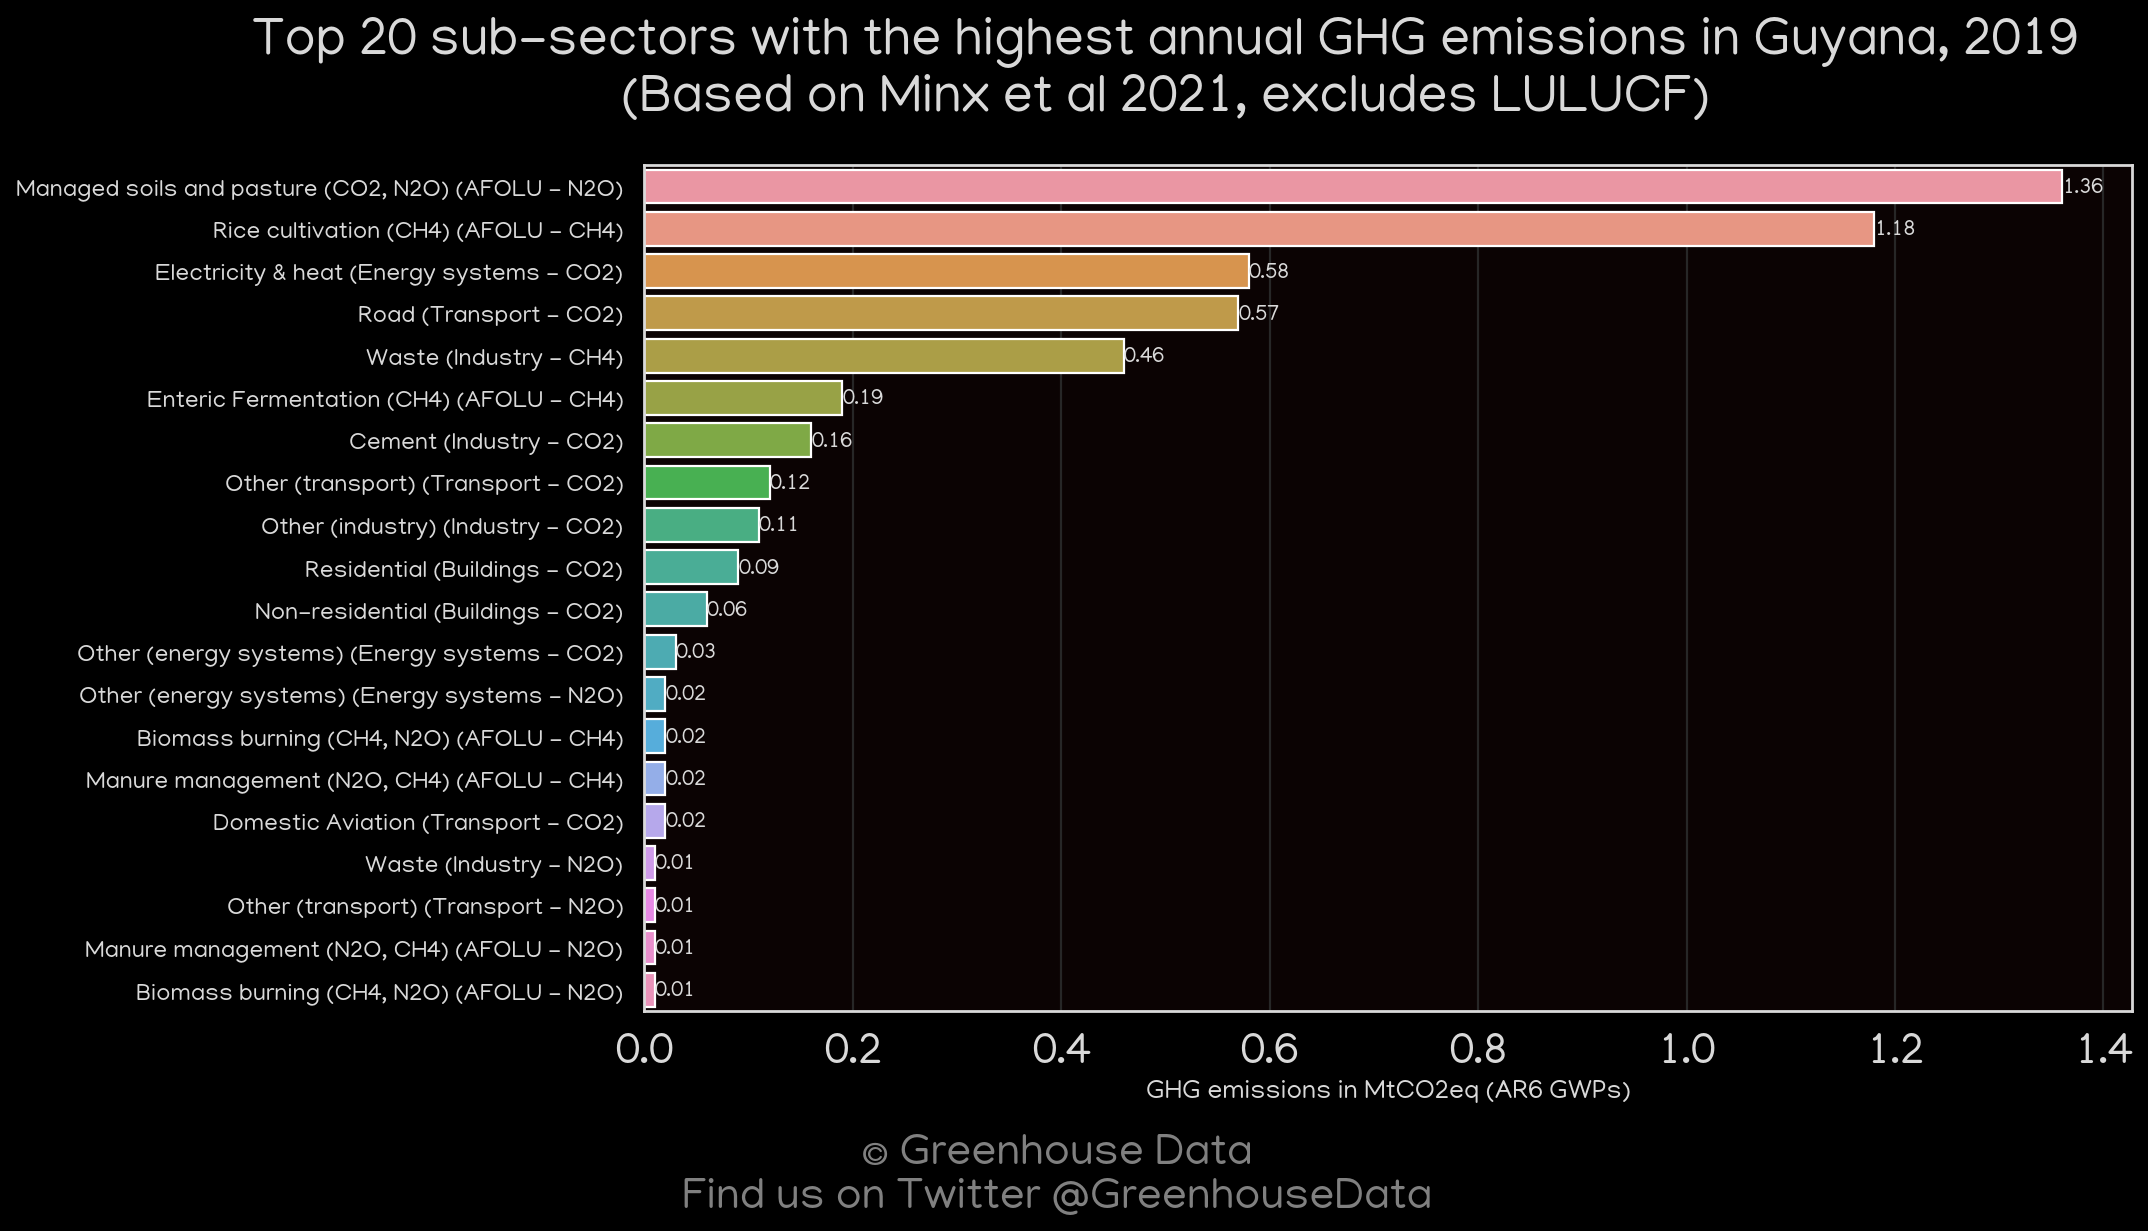 Top 20 sub-sectors with the highest annual GHG emissions in Guyana, 2019
(Based on Minx et al 2021, excludes LULUCF)
Managed soils and pasture (CO2, N2O) (AFOLU - N2O) 1.36
Rice cultivation (CH4) (AFOLU - CH4) 1.18
Electricity & heat (Energy systems - CO2) 0.58
Road (Transport - CO2) 0.57
Waste (Industry - CH4) 0.46
Enteric Fermentation (CH4) (AFOLU - CH4) 0.19
Cement (Industry - CO2) 0.16
Other (transport) (Transport - CO2) 0.12
Other (industry) (Industry - CO2) 0.11
Residential (Buildings - CO2) 0.09
Non-residential (Buildings - CO2) 0.06
Other (energy systems) (Energy systems - CO2) 0.03
Other (energy systems) (Energy systems - N2O) 0.02
Biomass burning (CH4, N2O) (AFOLU - CH4) 0.02
Manure management (N2O, CH4) (AFOLU - CH4) 0.02
Domestic Aviation (Transport - CO2) 0.02
Waste (Industry - N2O) 0.01
Other (transport) (Transport - N2O) 0.01
Manure management (N2O, CH4) (AFOLU - N2O) 0.01
Biomass burning (CH4, N2O) (AFOLU - N2O) 0.01
0.0 0.2 0.4 0.6 0.8 1.0 1.2 1.4
GHG emissions in MtCO2eq (AR6 GWPs)
© Greenhouse Data
Find us on Twitter @GreenhouseData